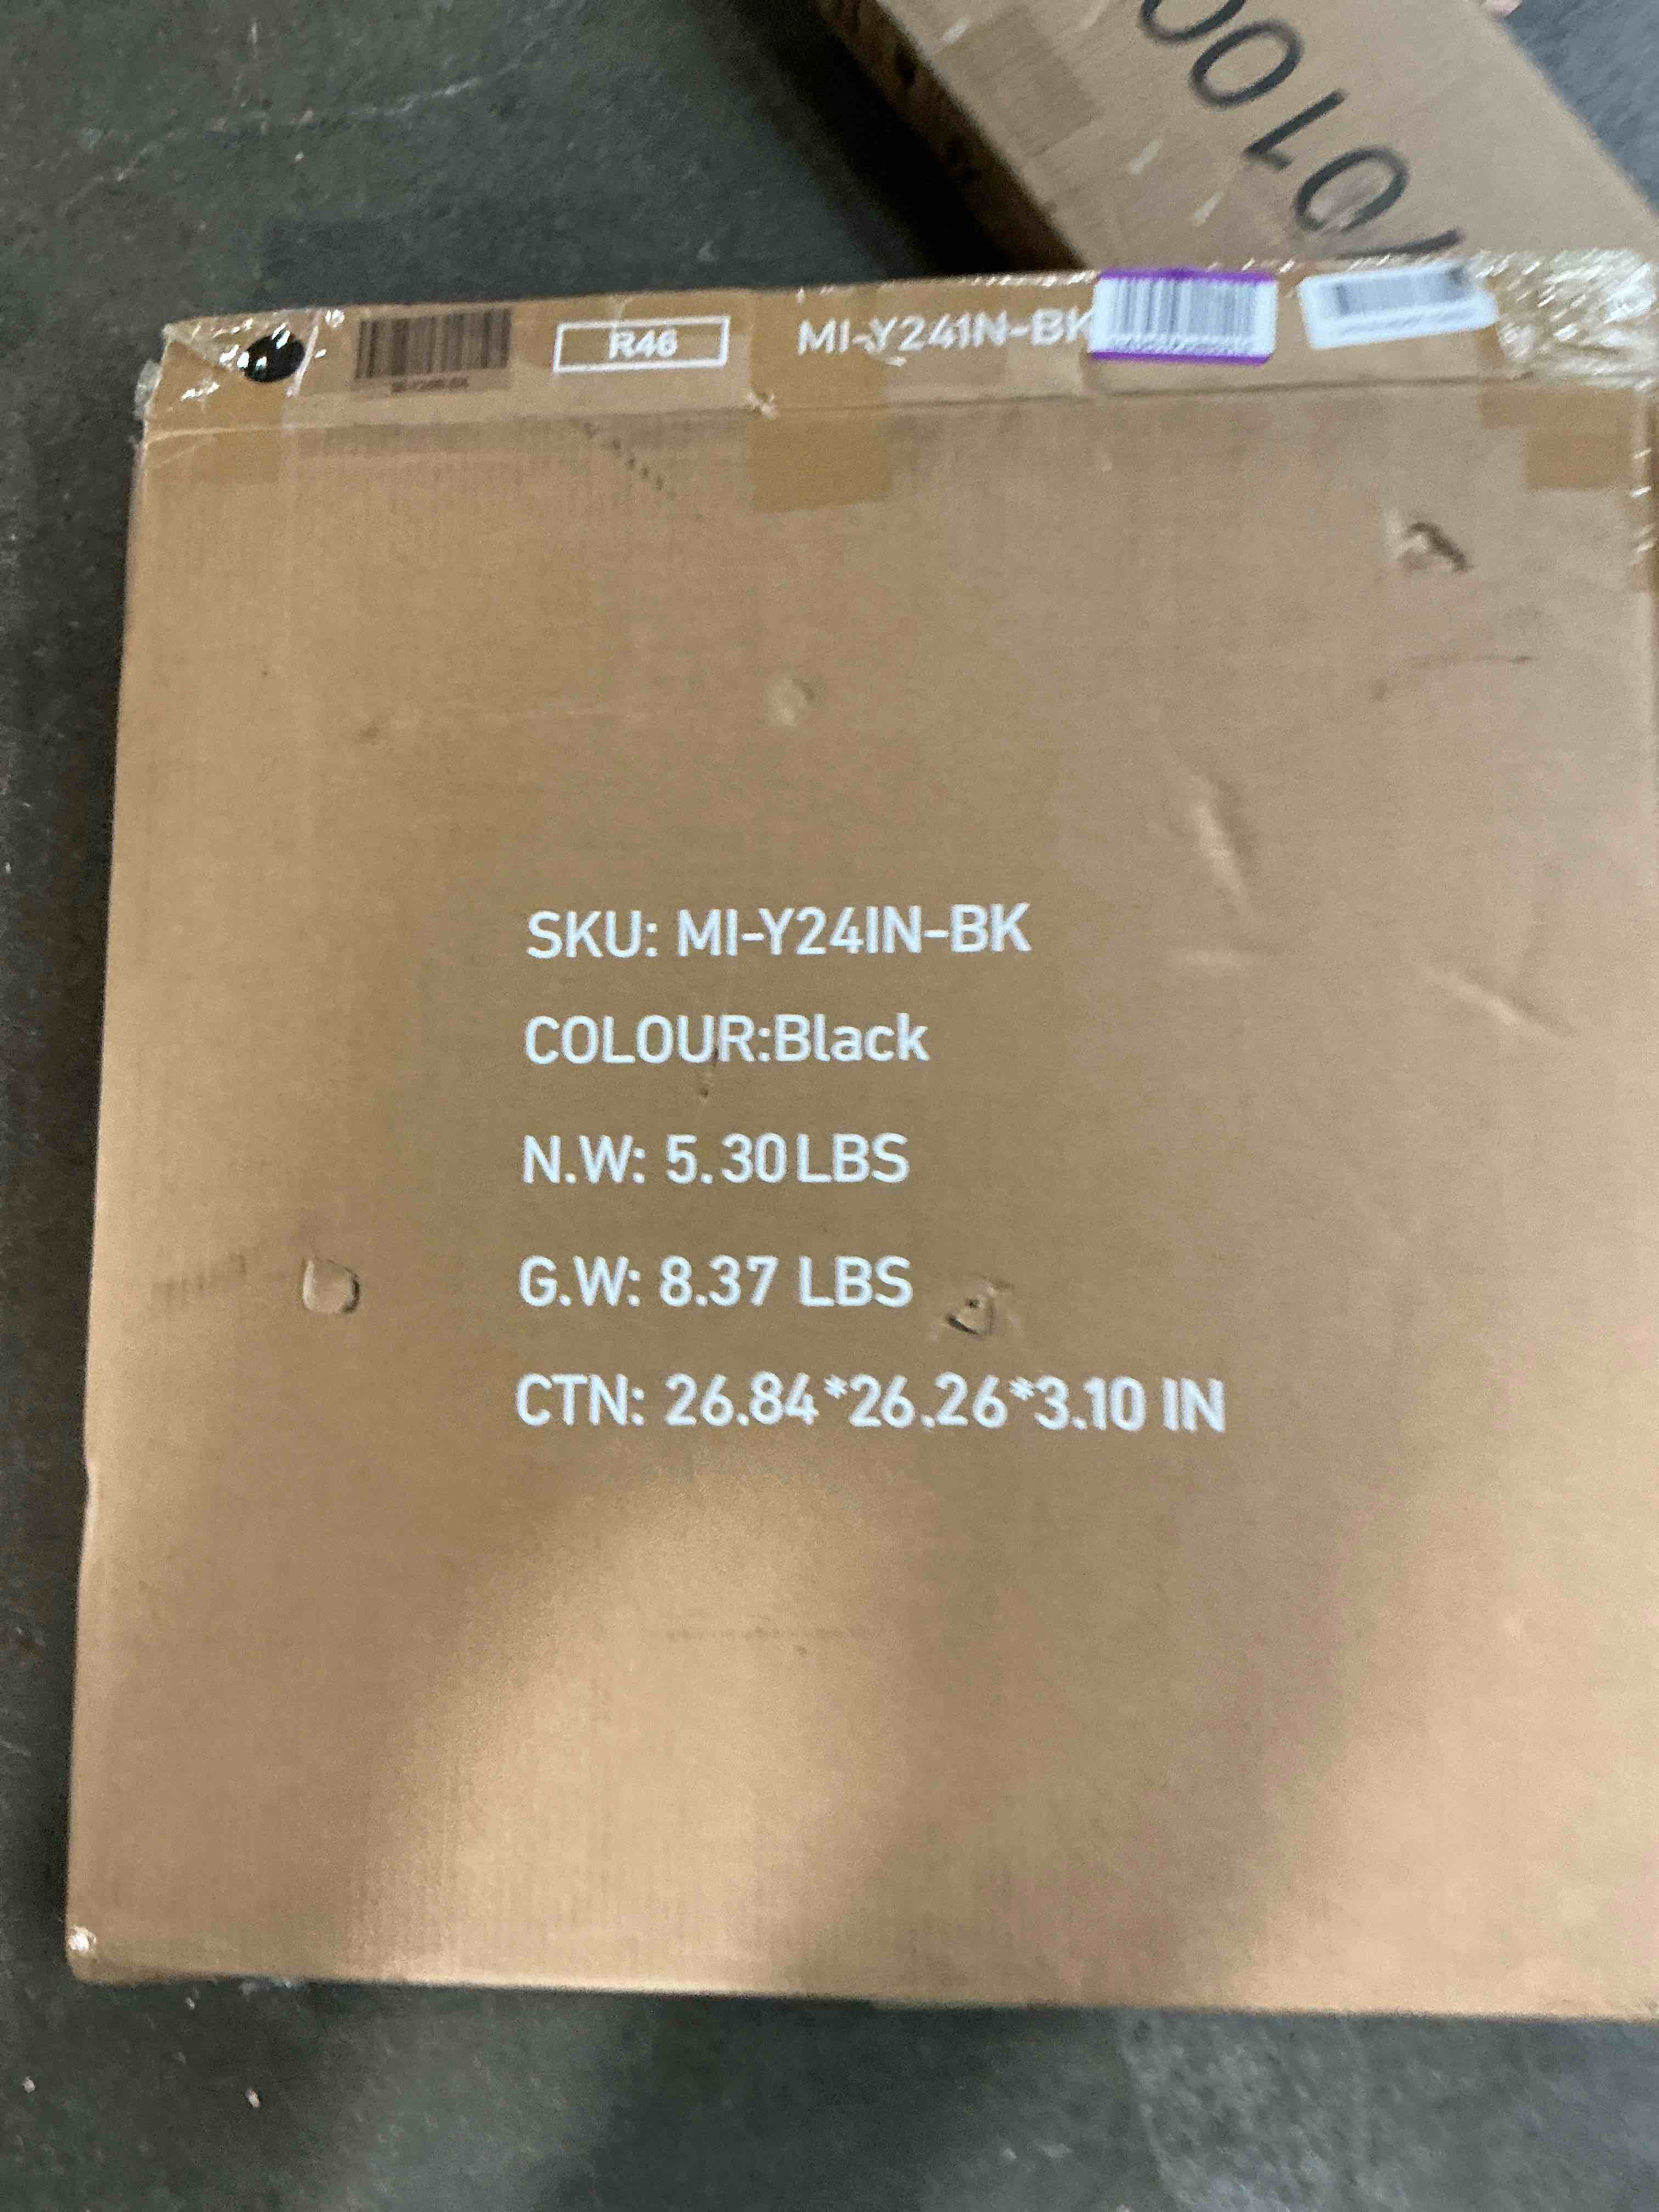 R46
MI-Y24IN-BK
SKU: MI-Y24IN-BK
COLOUR:Black
N.W: 5.30LBS
G.W: 8.37 LBS
CTN: 26.84*26.26*3.10 IN